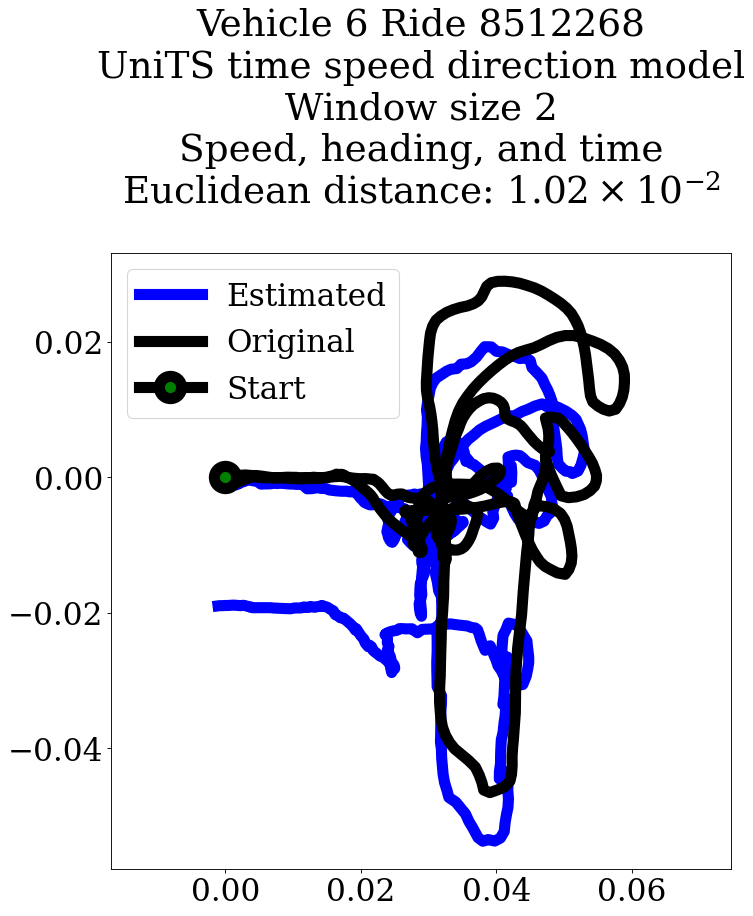 Vehicle 6 Ride 8512268
UniTS time speed direction model
Window size 2
Speed, heading, and time
Euclidean distance: 1.02 × 10⁻²
Estimated
Original
Start
0.02
0.00
−0.02
−0.04
0.00 0.02 0.04 0.06